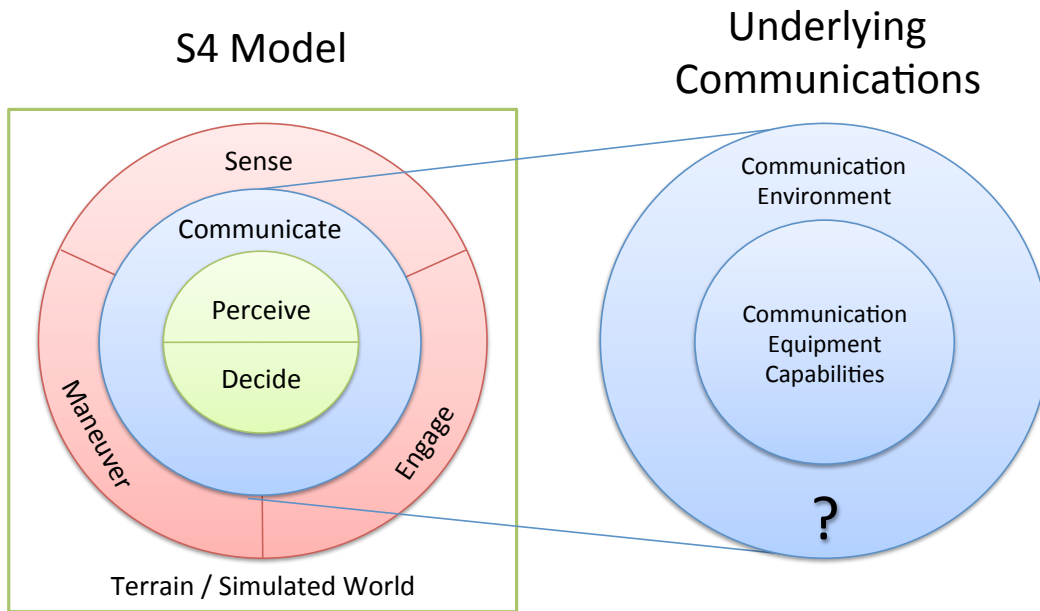 S4 Model
Underlying
Communications
Sense
Communicate
Perceive
Decide
Maneuver
Engage
Terrain / Simulated World
Communication
Environment
Communication
Equipment
Capabilities
?